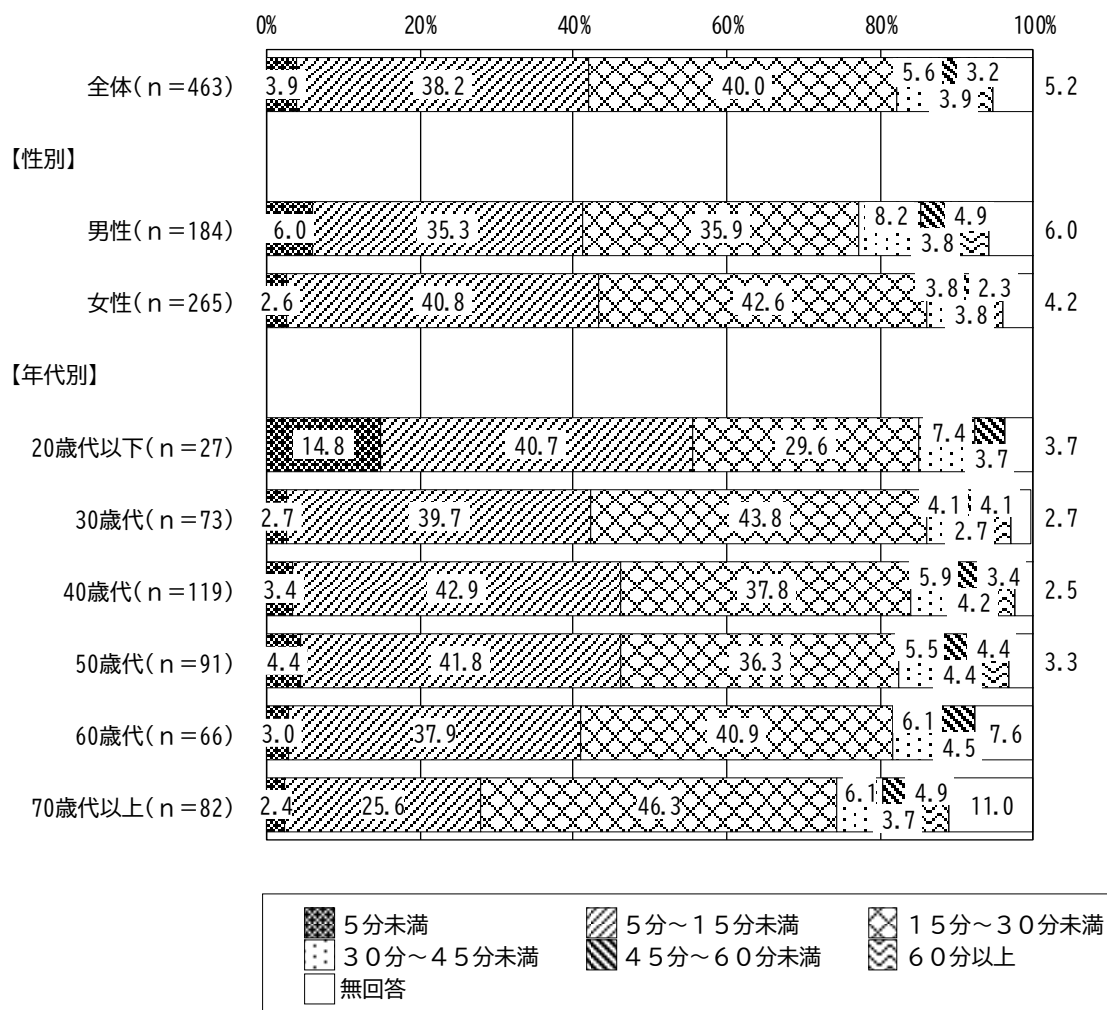 0% 20% 40% 60% 80% 100%
全体(n=463) 3.9 38.2 40.0 5.6 3.9 3.2 5.2
【性別】
男性(n=184) 6.0 35.3 35.9 8.2 3.8 4.9 6.0
女性(n=265) 2.6 40.8 42.6 3.8 3.8 2.3 4.2
【年代別】
20歳代以下(n=27) 14.8 40.7 29.6 7.4 3.7 3.7
30歳代(n=73) 2.7 39.7 43.8 4.1 2.7 4.1 2.7
40歳代(n=119) 3.4 42.9 37.8 5.9 4.2 3.4 2.5
50歳代(n=91) 4.4 41.8 36.3 5.5 4.4 4.4 3.3
60歳代(n=66) 3.0 37.9 40.9 6.1 4.5 7.6
70歳代以上(n=82) 2.4 25.6 46.3 6.1 3.7 4.9 11.0
5分未満 5分~15分未満 15分~30分未満
30分~45分未満 45分~60分未満 60分以上
無回答